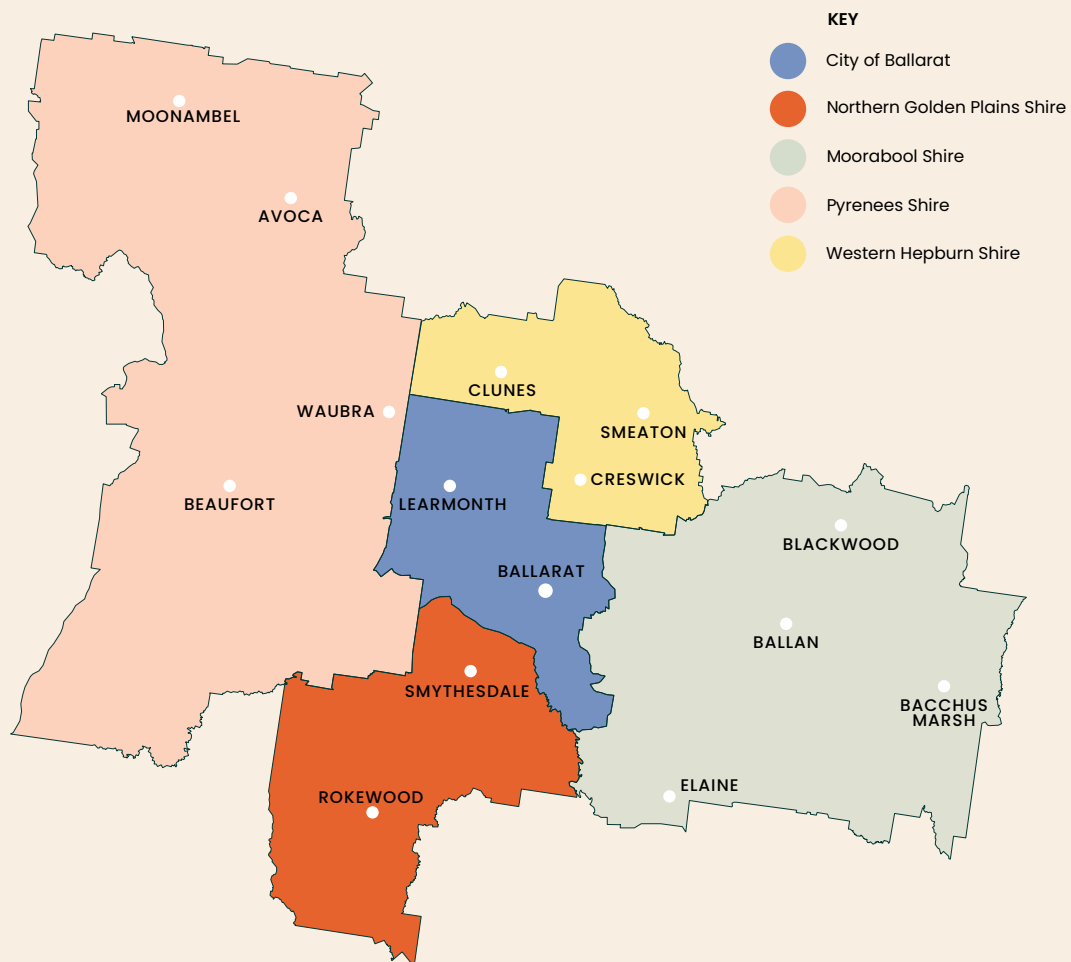 KEY
City of Ballarat
Northern Golden Plains Shire
Moorabool Shire
Pyrenees Shire
Western Hepburn Shire
MOONAMBEL
AVOCA
CLUNES
WAUBRA
SMEATON
CRESWICK
BEAUFORT
LEARMONTH
BLACKWOOD
BALLARAT
BALLAN
SMYTHESDALE
BACCHUS
MARSH
ELAINE
ROKEWOOD